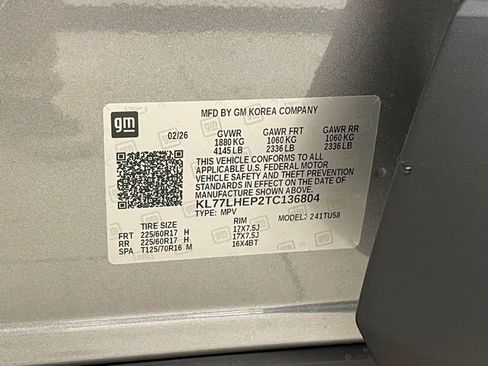 gm
MFD BY GM KOREA COMPANY
02/26 GVWR GAWR FRT GAWR RR
1880 KG 1060 KG 1060 KG
4145 LB 2336 LB 2336 LB
THIS VEHICLE CONFORMS TO ALL
APPLICABLE U.S. FEDERAL MOTOR
VEHICLE SAFETY AND THEFT PREVENTION
STANDARDS IN EFFECT ON THE DATE OF
MANUFACTURE SHOWN ABOVE.
KL77LHEP2TC136804
TYPE: MPV MODEL: 241TU58
TIRE SIZE RIM
FRT 225/60R17 H 17X7.5J
RR 225/60R17 H 17X7.5J
SPA T125/70R16 M 16X4BT